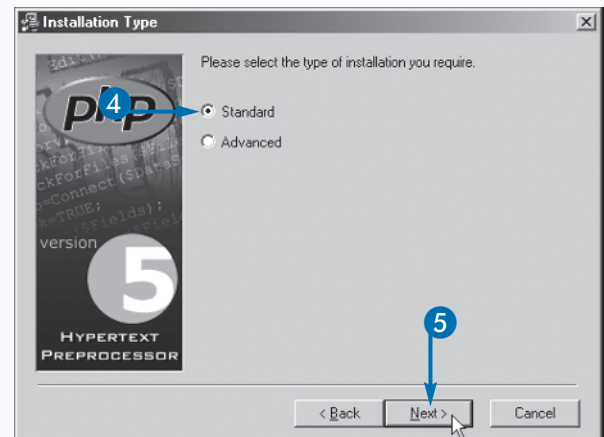 Installation Type
Please select the type of installation you require.
php
4
Standard
Advanced
version
5
HYPERTEXT
PREPROCESSOR
5
< Back
Next >
Cancel